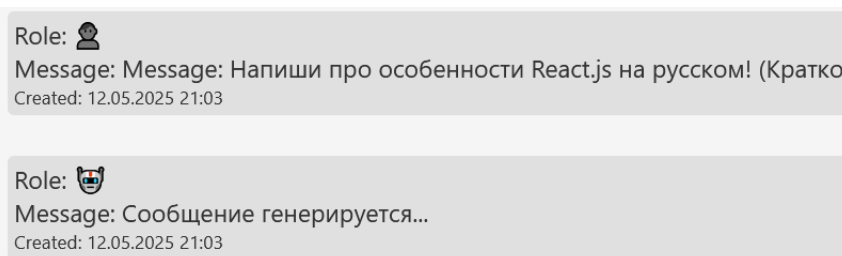 Role: 👤
Message: Message: Напиши про особенности React.js на русском! (Кратко
Created: 12.05.2025 21:03
Role: 🤖
Message: Сообщение генерируется...
Created: 12.05.2025 21:03